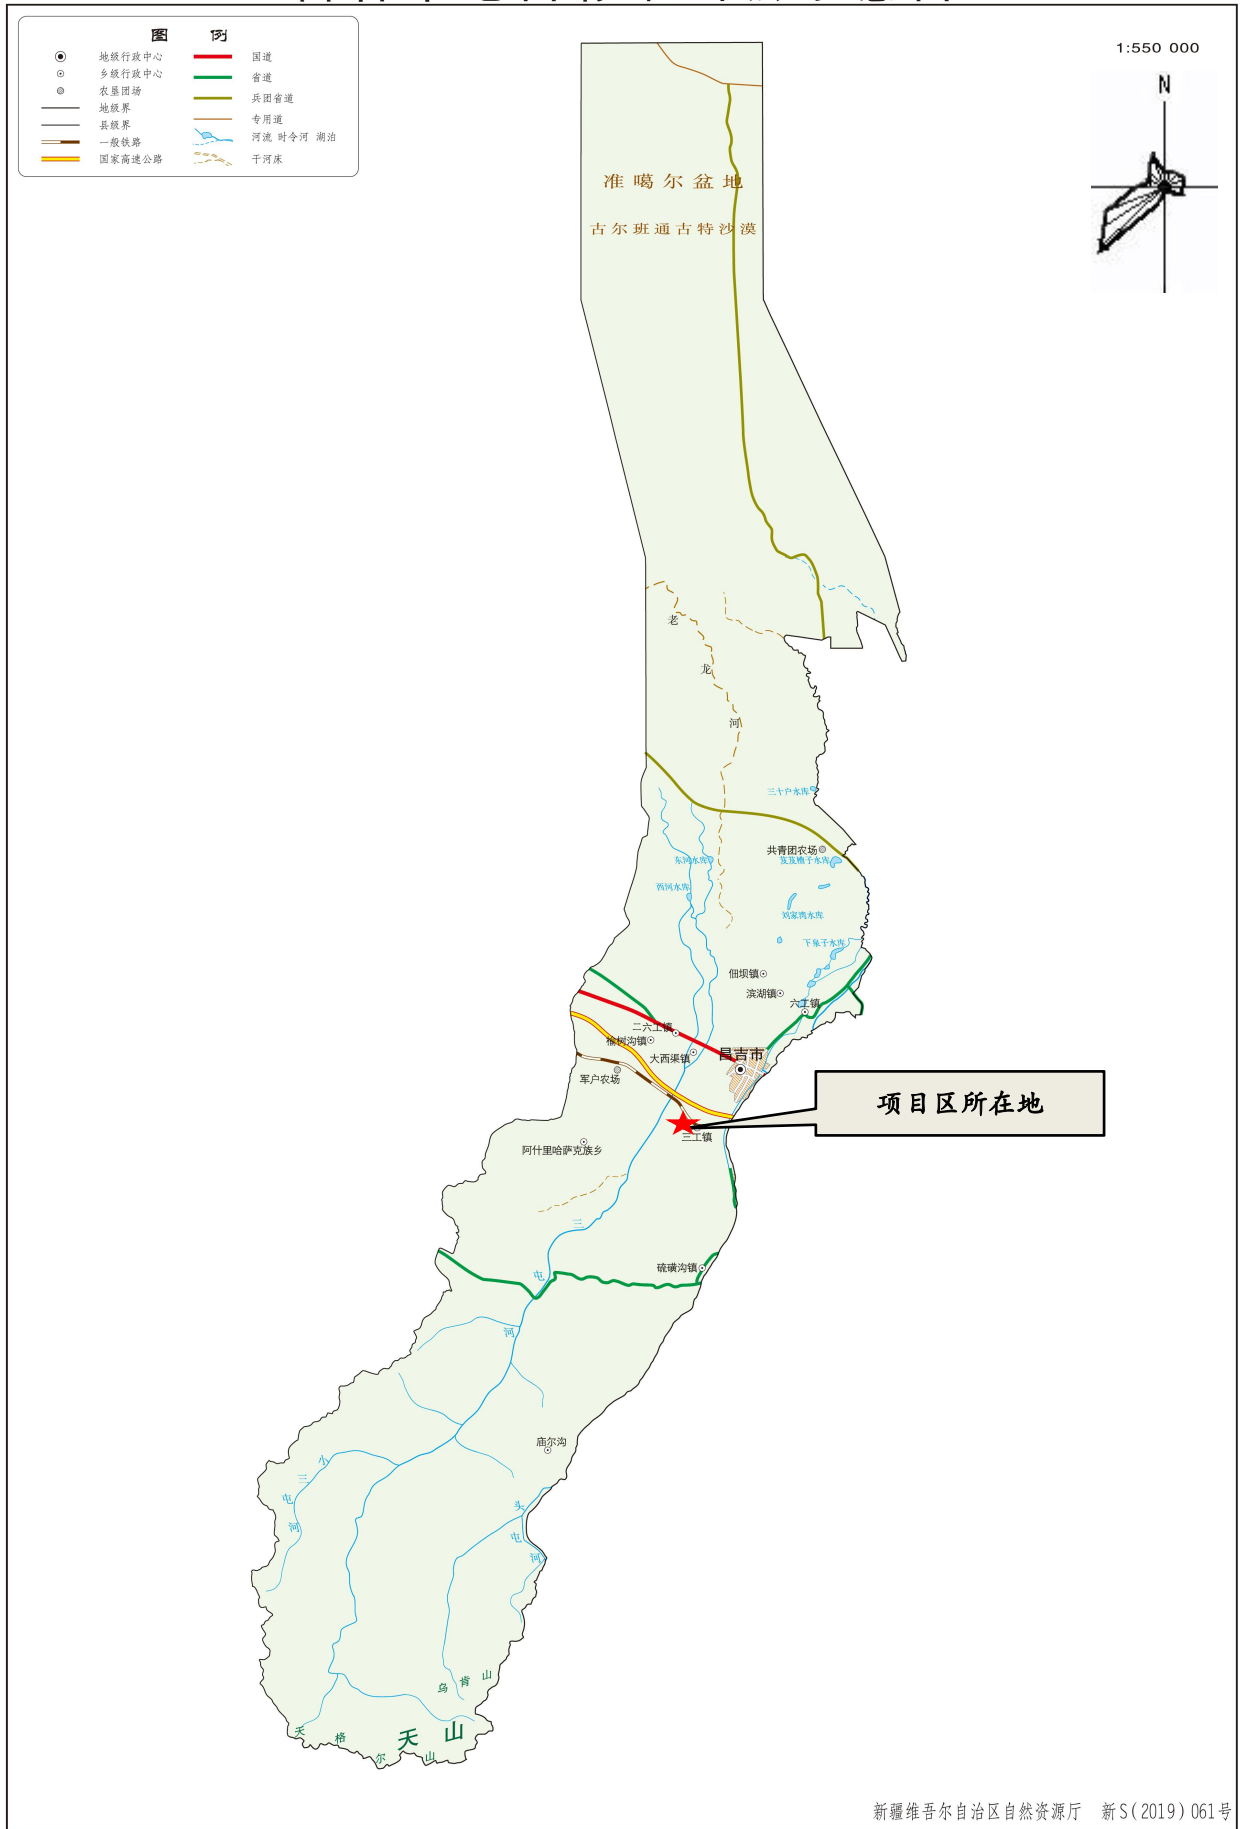 图 例
地级行政中心
乡级行政中心
农垦团场
地级界
县级界
一般铁路
国家高速公路
国道
省道
兵团省道
专用道
河流 时令河 湖泊
干河床
1:550 000
N
准噶尔盆地
古尔班通古特沙漠
老
龙
河
三十户水库
共青团农场
芨芨槽子水库
东河水库
西河水库
刘家湾水库
下泉子水库
佃坝镇
滨湖镇
六工镇
二六工镇
榆树沟镇
大西渠镇
昌吉市
军户农场
项目区所在地
三工镇
阿什里哈萨克族乡
三
屯
河
硫磺沟镇
庙尔沟
小
三
屯
河
头
屯
河
乌肯山
天格尔山
天山
新疆维吾尔自治区自然资源厅 新S(2019)061号